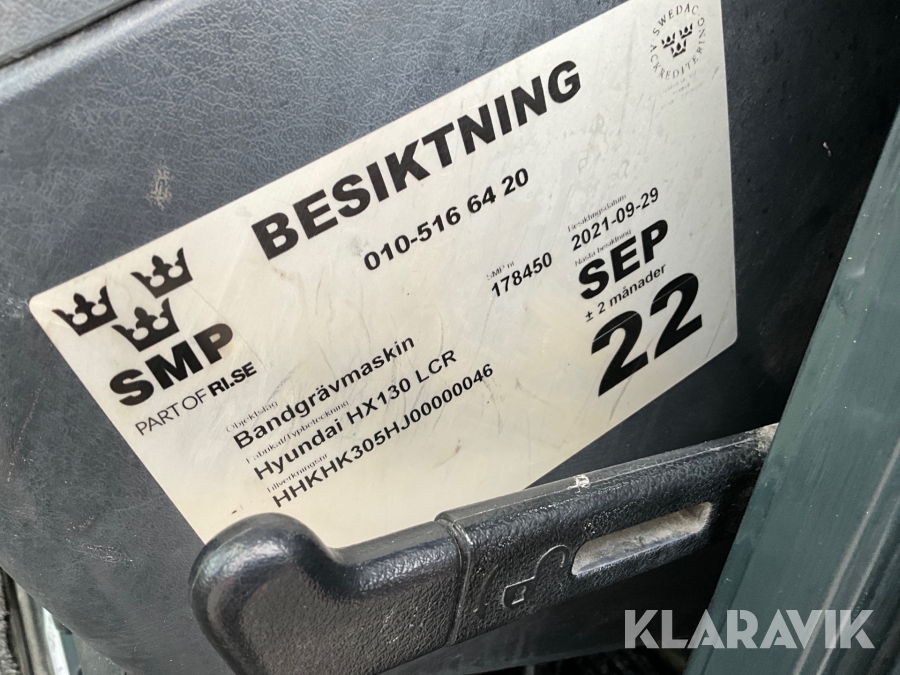 SWEDAC
ACKREDITERING
BESIKTNING
010-516 64 20
SMP
PART OF RI.SE
SMP nr
178450
Besiktningsdatum
2021-09-29
Nästa besiktning
SEP
± 2 månader
22
Objektslag
Bandgrävmaskin
Fabrikat/Typbeteckning
Hyundai HX130 LCR
Tillverkningsnr
HHKHK305HJ00000046
KLARAVIK